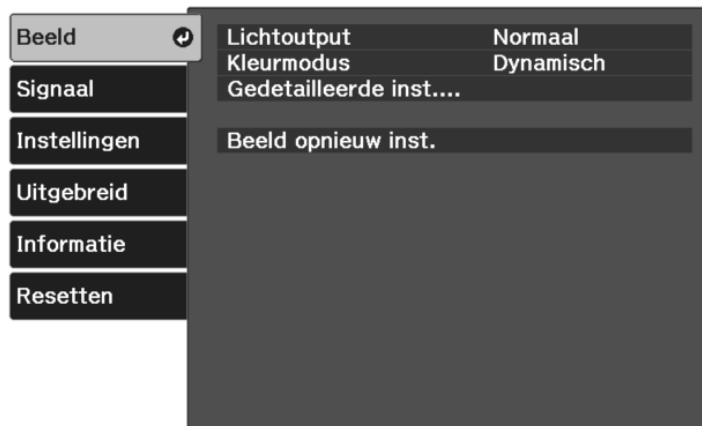 Beeld
Signaal
Instellingen
Uitgebreid
Informatie
Resetten
Lichtoutput Normaal
Kleurmodus Dynamisch
Gedetailleerde inst....
Beeld opnieuw inst.